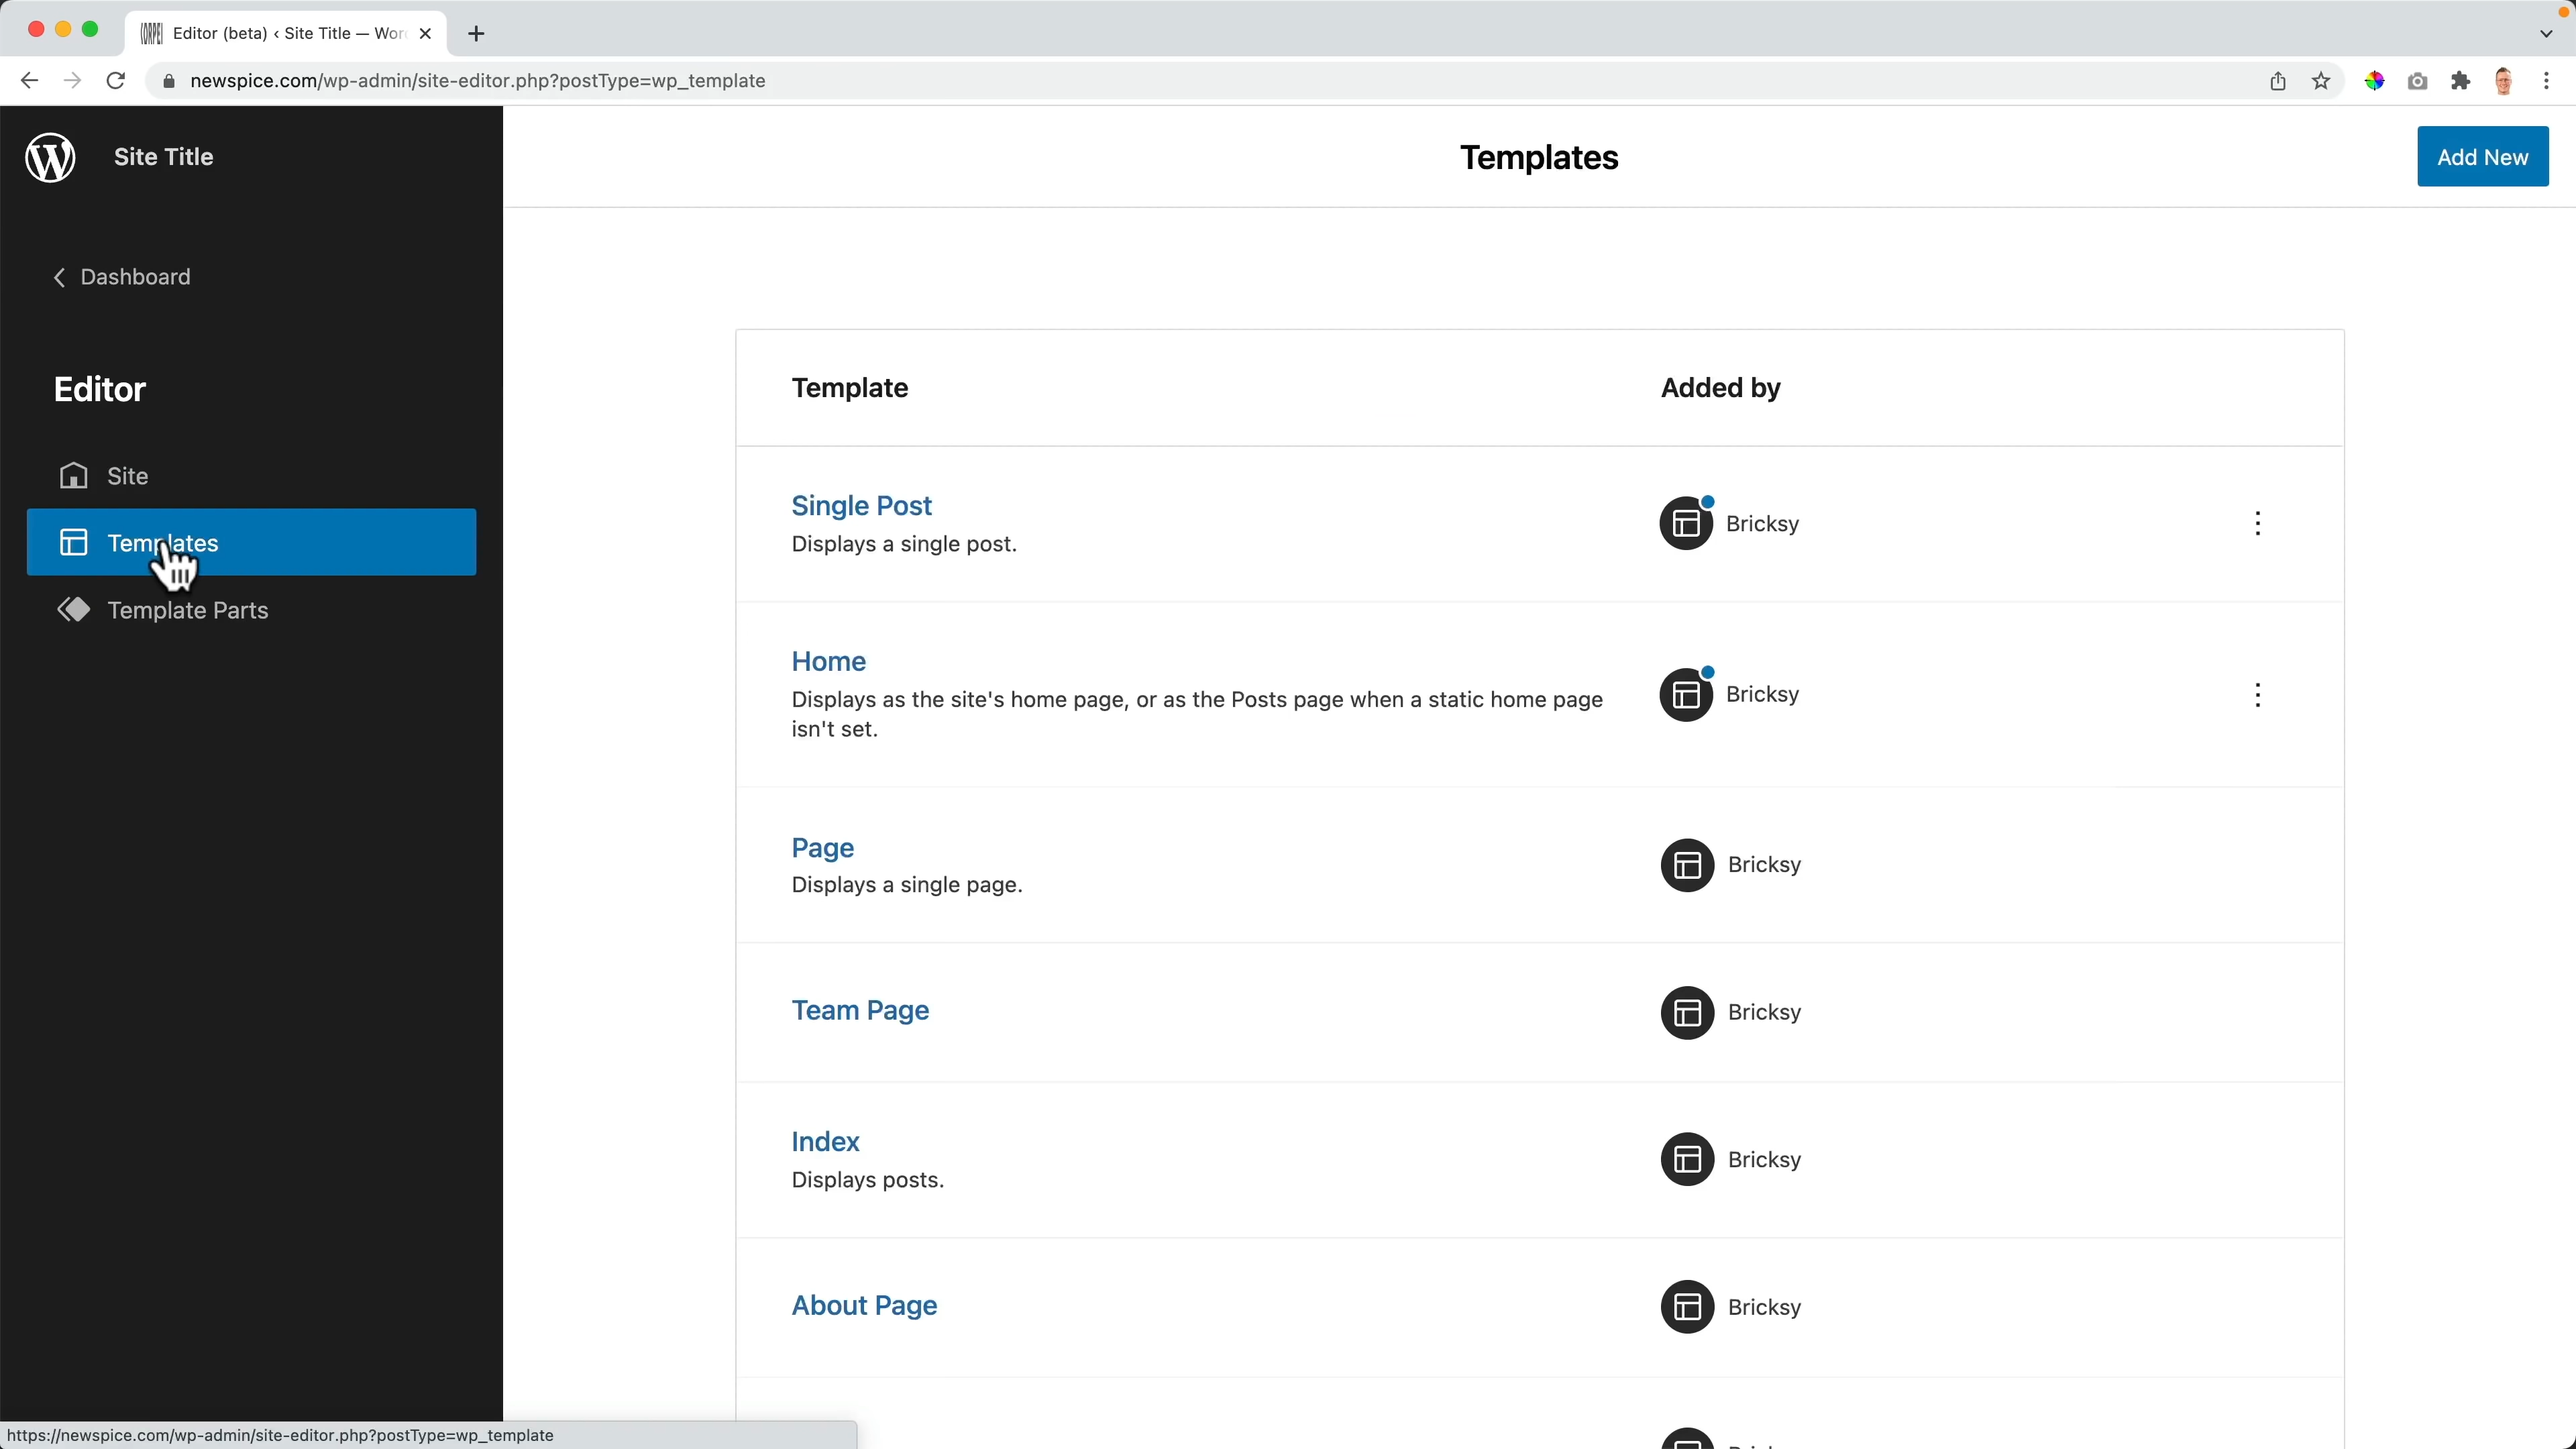 Editor (beta) ‹ Site Title — Wor
newspice.com/wp-admin/site-editor.php?postType=wp_template
Site Title
Templates
Add New
Dashboard
Editor
Site
Templates
Template Parts
Template
Added by
Single Post
Displays a single post.
Bricksy
Home
Displays as the site's home page, or as the Posts page when a static home page
isn't set.
Bricksy
Page
Displays a single page.
Bricksy
Team Page
Bricksy
Index
Displays posts.
Bricksy
About Page
Bricksy
https://newspice.com/wp-admin/site-editor.php?postType=wp_template